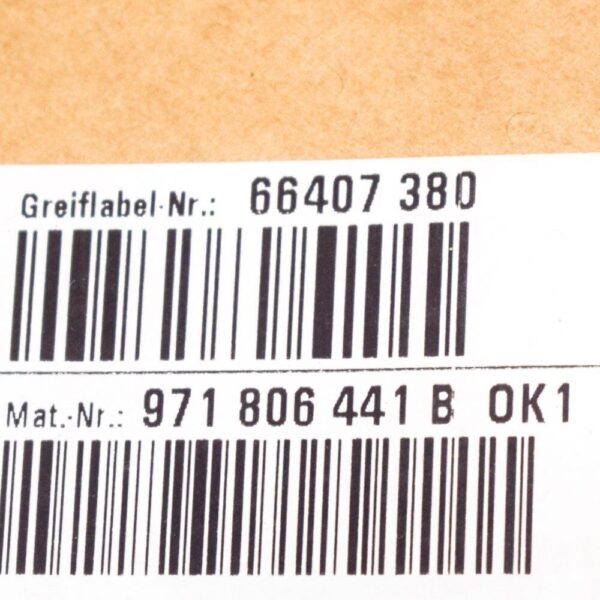 Greiflabel-Nr.: 66407 380
Mat.-Nr.: 971 806 441 B OK1